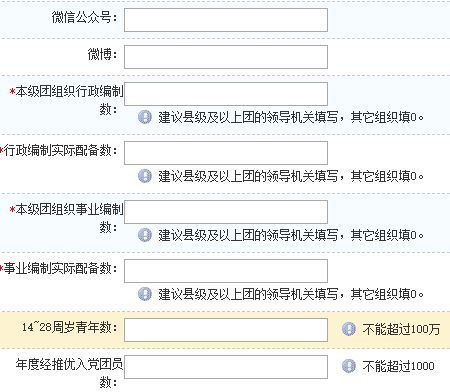 微信公众号：
微博：
*本级团组织行政编制
数：
建议县级及以上团的领导机关填写，其它组织填0。
*行政编制实际配备数：
建议县级及以上团的领导机关填写，其它组织填0。
*本级团组织事业编制
数：
建议县级及以上团的领导机关填写，其它组织填0。
*事业编制实际配备数：
建议县级及以上团的领导机关填写，其它组织填0。
14~28周岁青年数： 不能超过100万
年度经推优入党团员 不能超过1000
数：